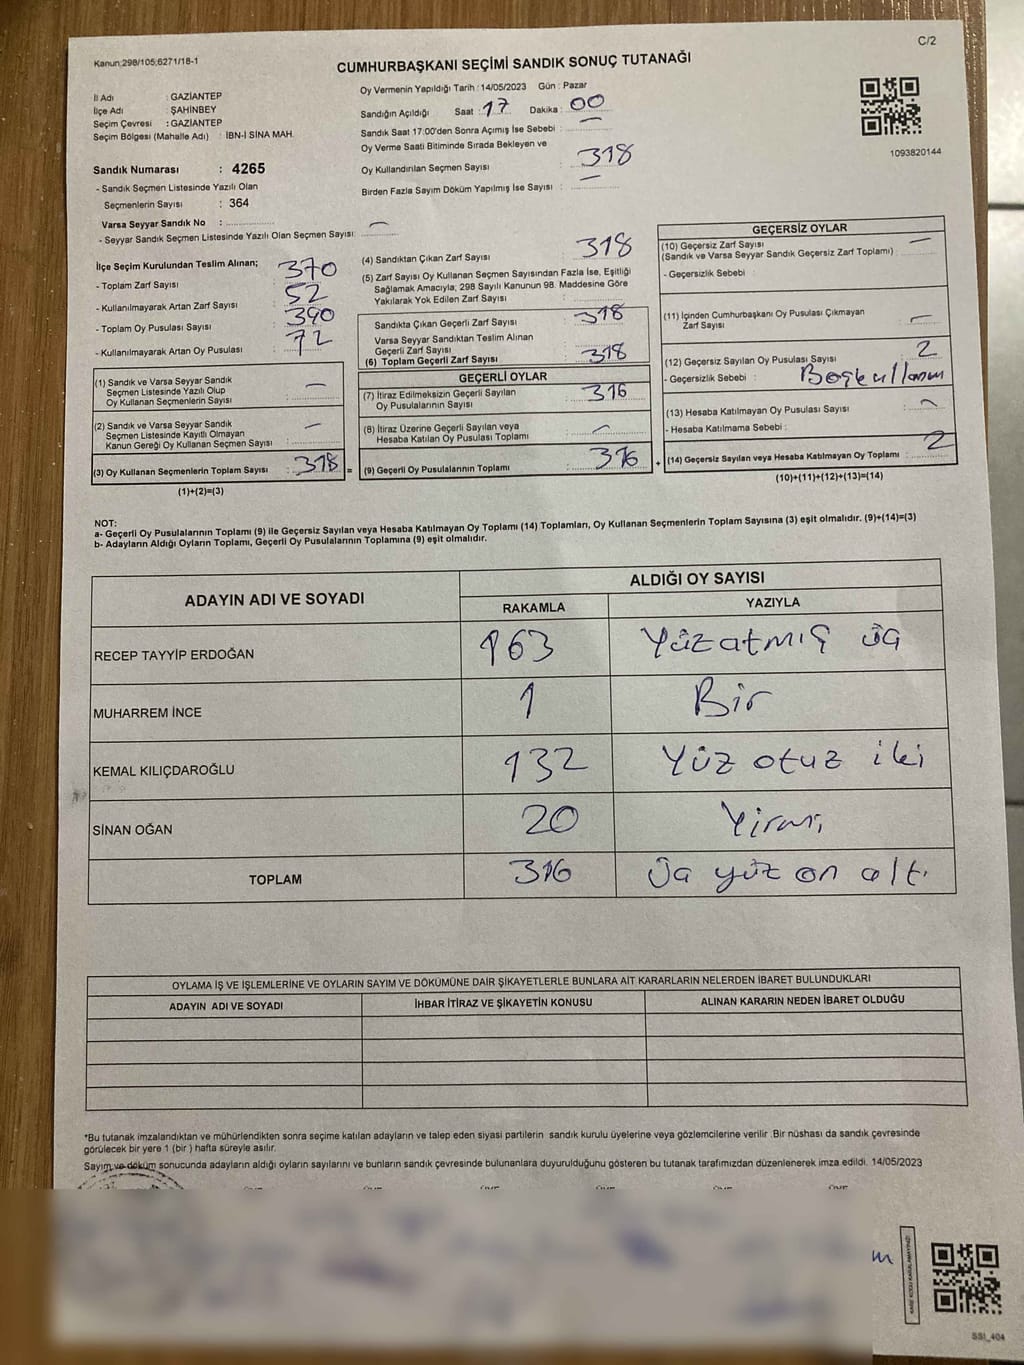 C/2
Kanun:298/105;6271/18-1
CUMHURBAŞKANI SEÇİMİ SANDIK SONUÇ TUTANAĞI
İl Adı : GAZİANTEP
İlçe Adı : ŞAHİNBEY
Seçim Çevresi : GAZİANTEP
Seçim Bölgesi (Mahalle Adı) : İBN-İ SİNA MAH.
Sandık Numarası : 4265
- Sandık Seçmen Listesinde Yazılı Olan
Seçmenlerin Sayısı : 364
Varsa Seyyar Sandık No :
- Seyyar Sandık Seçmen Listesinde Yazılı Olan Seçmen Sayısı: —
Oy Vermenin Yapıldığı Tarih : 14/05/2023 Gün : Pazar
Sandığın Açıldığı Saat : 17 Dakika : 00
Sandık Saat 17:00'den Sonra Açımış İse Sebebi : —
Oy Verme Saati Bitiminde Sırada Bekleyen ve
Oy Kullandırılan Seçmen Sayısı : 318
Birden Fazla Sayım Döküm Yapılmış İse Sayısı : —
1093820144
İlçe Seçim Kurulundan Teslim Alınan;
- Toplam Zarf Sayısı : 370
- Kullanılmayarak Artan Zarf Sayısı : 52
- Toplam Oy Pusulası Sayısı : 390
- Kullanılmayarak Artan Oy Pusulası : 72
(1) Sandık ve Varsa Seyyar Sandık
Seçmen Listesinde Yazılı Olup
Oy Kullanan Seçmenlerin Sayısı : —
(2) Sandık ve Varsa Seyyar Sandık
Seçmen Listesinde Kayıtlı Olmayan
Kanun Gereği Oy Kullanan Seçmen Sayısı : —
(3) Oy Kullanan Seçmenlerin Toplam Sayısı : 318 =
(1)+(2)=(3)
(4) Sandıktan Çıkan Zarf Sayısı : 318
(5) Zarf Sayısı Oy Kullanan Seçmen Sayısından Fazla İse, Eşitliği
Sağlamak Amacıyla; 298 Sayılı Kanunun 98. Maddesine Göre
Yakılarak Yok Edilen Zarf Sayısı :
Sandıkta Çıkan Geçerli Zarf Sayısı : 318
Varsa Seyyar Sandıktan Teslim Alınan
Geçerli Zarf Sayısı :
(6) Toplam Geçerli Zarf Sayısı : 318
GEÇERLİ OYLAR
(7) İtiraz Edilmeksizin Geçerli Sayılan
Oy Pusulalarının Sayısı : 316
(8) İtiraz Üzerine Geçerli Sayılan veya
Hesaba Katılan Oy Pusulası Toplamı : —
(9) Geçerli Oy Pusulalarının Toplamı : 316 +
GEÇERSİZ OYLAR
(10) Geçersiz Zarf Sayısı
(Sandık ve Varsa Seyyar Sandık Geçersiz Zarf Toplamı) : —
- Geçersizlik Sebebi :
(11) İçinden Cumhurbaşkanı Oy Pusulası Çıkmayan
Zarf Sayısı : —
(12) Geçersiz Sayılan Oy Pusulası Sayısı : 2
- Geçersizlik Sebebi : Boş kullanım
(13) Hesaba Katılmayan Oy Pusulası Sayısı : —
- Hesaba Katılmama Sebebi :
(14) Geçersiz Sayılan veya Hesaba Katılmayan Oy Toplamı : 2
(10)+(11)+(12)+(13)=(14)
NOT:
a- Geçerli Oy Pusulalarının Toplamı (9) ile Geçersiz Sayılan veya Hesaba Katılmayan Oy Toplamı (14) Toplamları, Oy Kullanan Seçmenlerin Toplam Sayısına (3) eşit olmalıdır. (9)+(14)=(3)
b- Adayların Aldığı Oyların Toplamı, Geçerli Oy Pusulalarının Toplamına (9) eşit olmalıdır.
ADAYIN ADI VE SOYADI ALDIĞI OY SAYISI
RAKAMLA YAZIYLA
RECEP TAYYİP ERDOĞAN 163 Yüzatmış üç
MUHARREM İNCE 1 Bir
KEMAL KILIÇDAROĞLU 132 Yüz otuz iki
SİNAN OĞAN 20 Yirmi
TOPLAM 316 Üç yüz on altı
OYLAMA İŞ VE İŞLEMLERİNE VE OYLARIN SAYIM VE DÖKÜMÜNE DAİR ŞİKAYETLERLE BUNLARA AİT KARARLARIN NELERDEN İBARET BULUNDUKLARI
ADAYIN ADI VE SOYADI İHBAR İTİRAZ VE ŞİKAYETİN KONUSU ALINAN KARARIN NEDEN İBARET OLDUĞU
*Bu tutanak imzalandıktan ve mühürlendikten sonra seçime katılan adayların ve talep eden siyasi partilerin sandık kurulu üyelerine veya gözlemcilerine verilir .Bir nüshası da sandık çevresinde
görülecek bir yere 1 (bir ) hafta süreyle asılır.
Sayım ve döküm sonucunda adayların aldığı oyların sayılarını ve bunların sandık çevresinde bulunanlara duyurulduğunu gösteren bu tutanak tarafımızdan düzenlenerek imza edildi. 14/05/2023
SSI_404